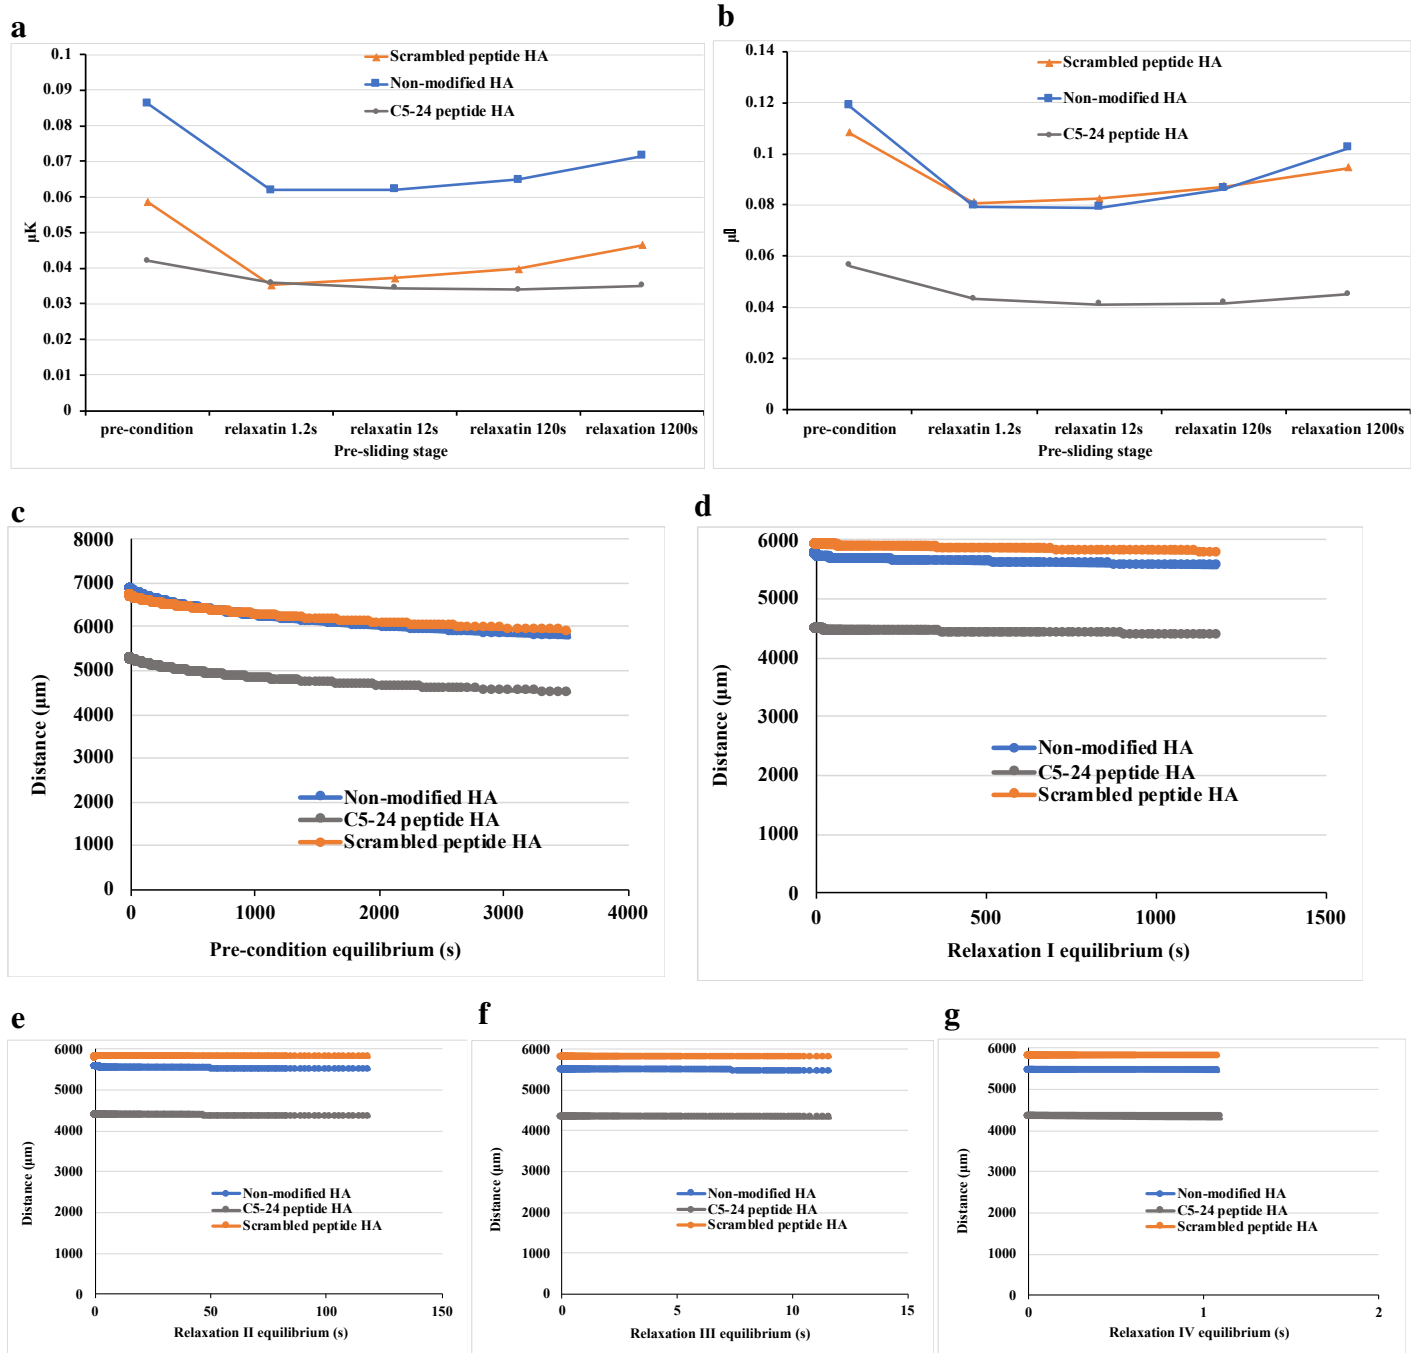 a
0.1
0.09
0.08
0.07
0.06
0.05
0.04
0.03
0.02
0.01
0
μK
Scrambled peptide HA
Non-modified HA
C5-24 peptide HA
pre-condition relaxatin 1.2s relaxatin 12s relaxatin 120s relaxation 1200s
Pre-sliding stage
b
0.14
0.12
0.1
0.08
0.06
0.04
0.02
0
Scrambled peptide HA
Non-modified HA
C5-24 peptide HA
pre-condition relaxatin 1.2s relaxatin 12s relaxatin 120s relaxation 1200s
Pre-sliding stage
c
8000
7000
6000
5000
4000
3000
2000
1000
0
Distance (μm)
Non-modified HA
C5-24 peptide HA
Scrambled peptide HA
0 1000 2000 3000 4000
Pre-condition equilibrium (s)
d
6000
5000
4000
3000
2000
1000
0
Distance (μm)
Non-modified HA
C5-24 peptide HA
Scrambled peptide HA
0 500 1000 1500
Relaxation I equilibrium (s)
e
6000
5000
4000
3000
2000
1000
0
Distance (μm)
Non-modified HA
C5-24 peptide HA
Scrambled peptide HA
0 50 100 150
Relaxation II equilibrium (s)
f
6000
5000
4000
3000
2000
1000
0
Distance (μm)
Non-modified HA
C5-24 peptide HA
Scrambled peptide HA
0 5 10 15
Relaxation III equilibrium (s)
g
6000
5000
4000
3000
2000
1000
0
Distance (μm)
Non-modified HA
C5-24 peptide HA
Scrambled peptide HA
0 1 2
Relaxation IV equilibrium (s)